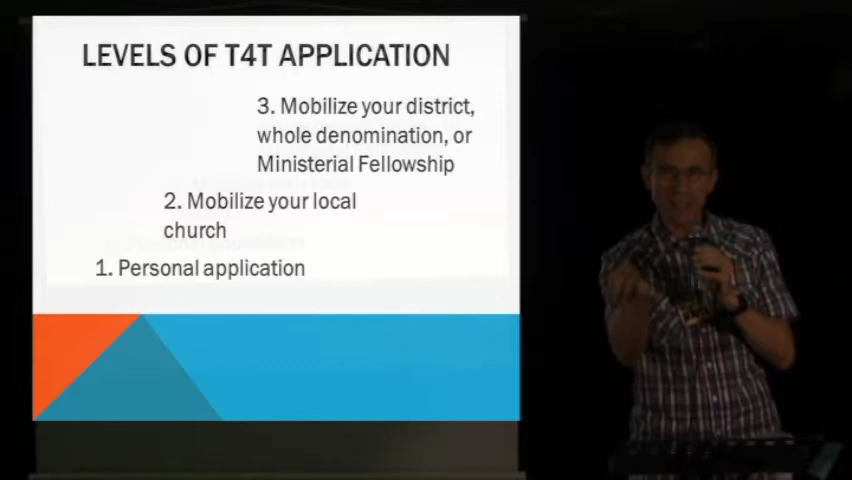 LEVELS OF T4T APPLICATION
3. Mobilize your district,
whole denomination, or
Ministerial Fellowship
2. Mobilize your local
church
1. Personal application